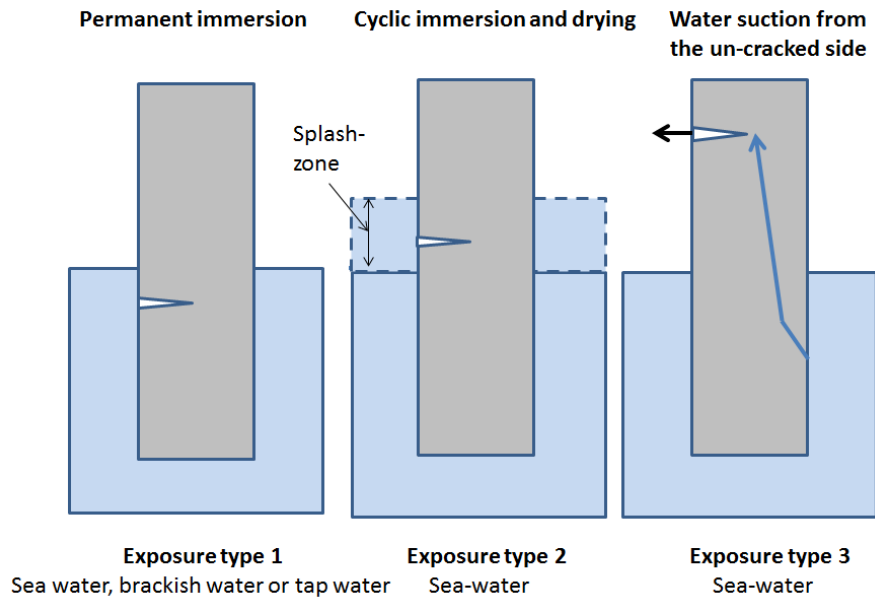 Permanent immersion
Cyclic immersion and drying
Water suction from
the un-cracked side
Splash-
zone
Exposure type 1
Sea water, brackish water or tap water
Exposure type 2
Sea-water
Exposure type 3
Sea-water